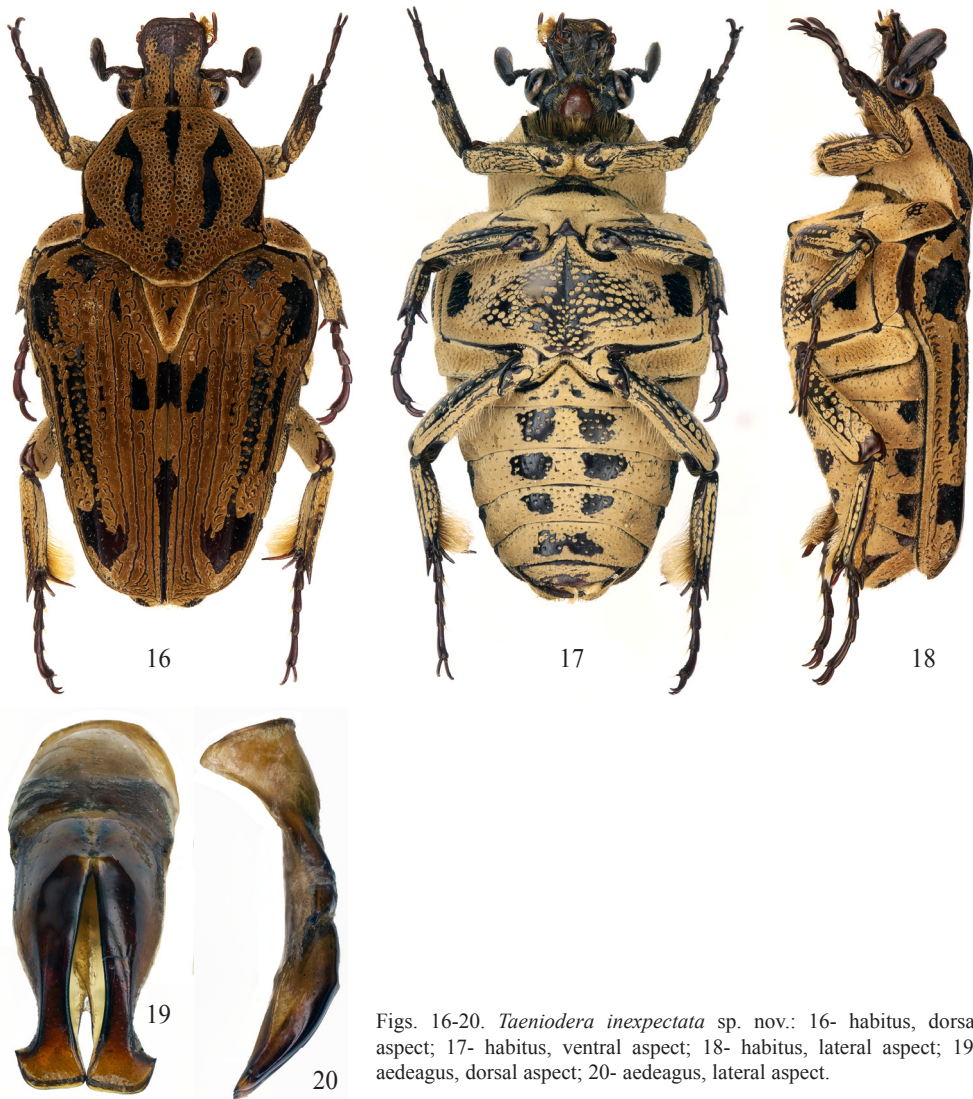 16
17
18
19
20
Figs. 16-20. Taeniodera inexpectata sp. nov.: 16- habitus, dorsa
aspect; 17- habitus, ventral aspect; 18- habitus, lateral aspect; 19
aedeagus, dorsal aspect; 20- aedeagus, lateral aspect.